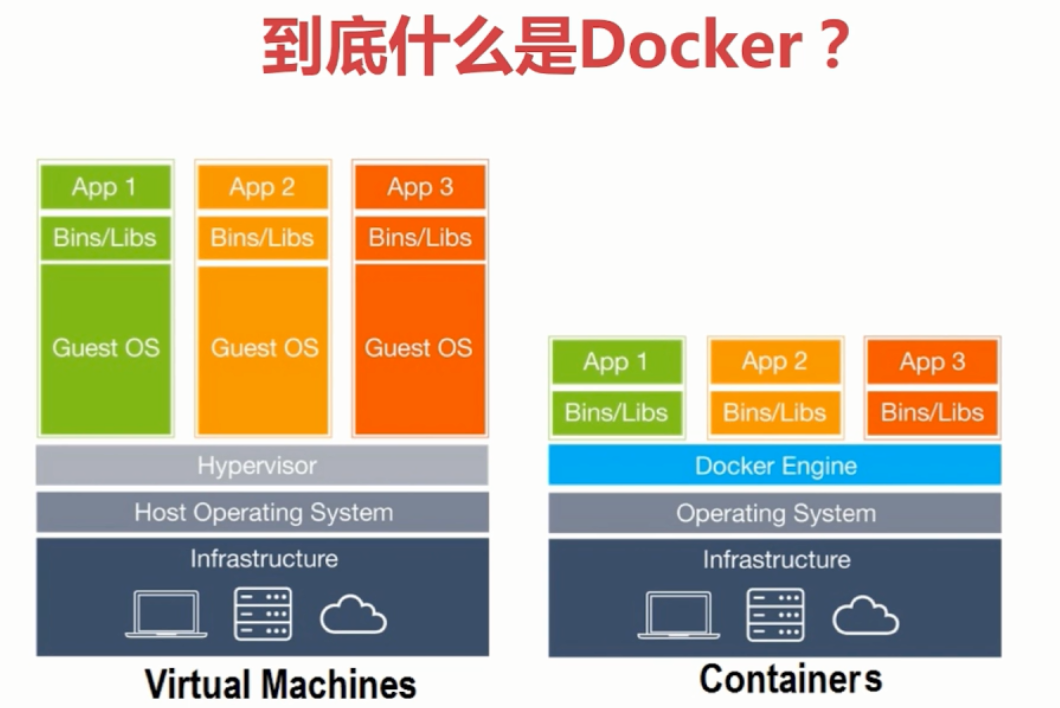 到底什么是Docker？
App 1
App 2
App 3
Bins/Libs
Bins/Libs
Bins/Libs
Guest OS
Guest OS
Guest OS
Hypervisor
Host Operating System
Infrastructure
Virtual Machines
App 1
App 2
App 3
Bins/Libs
Bins/Libs
Bins/Libs
Docker Engine
Operating System
Infrastructure
Containers